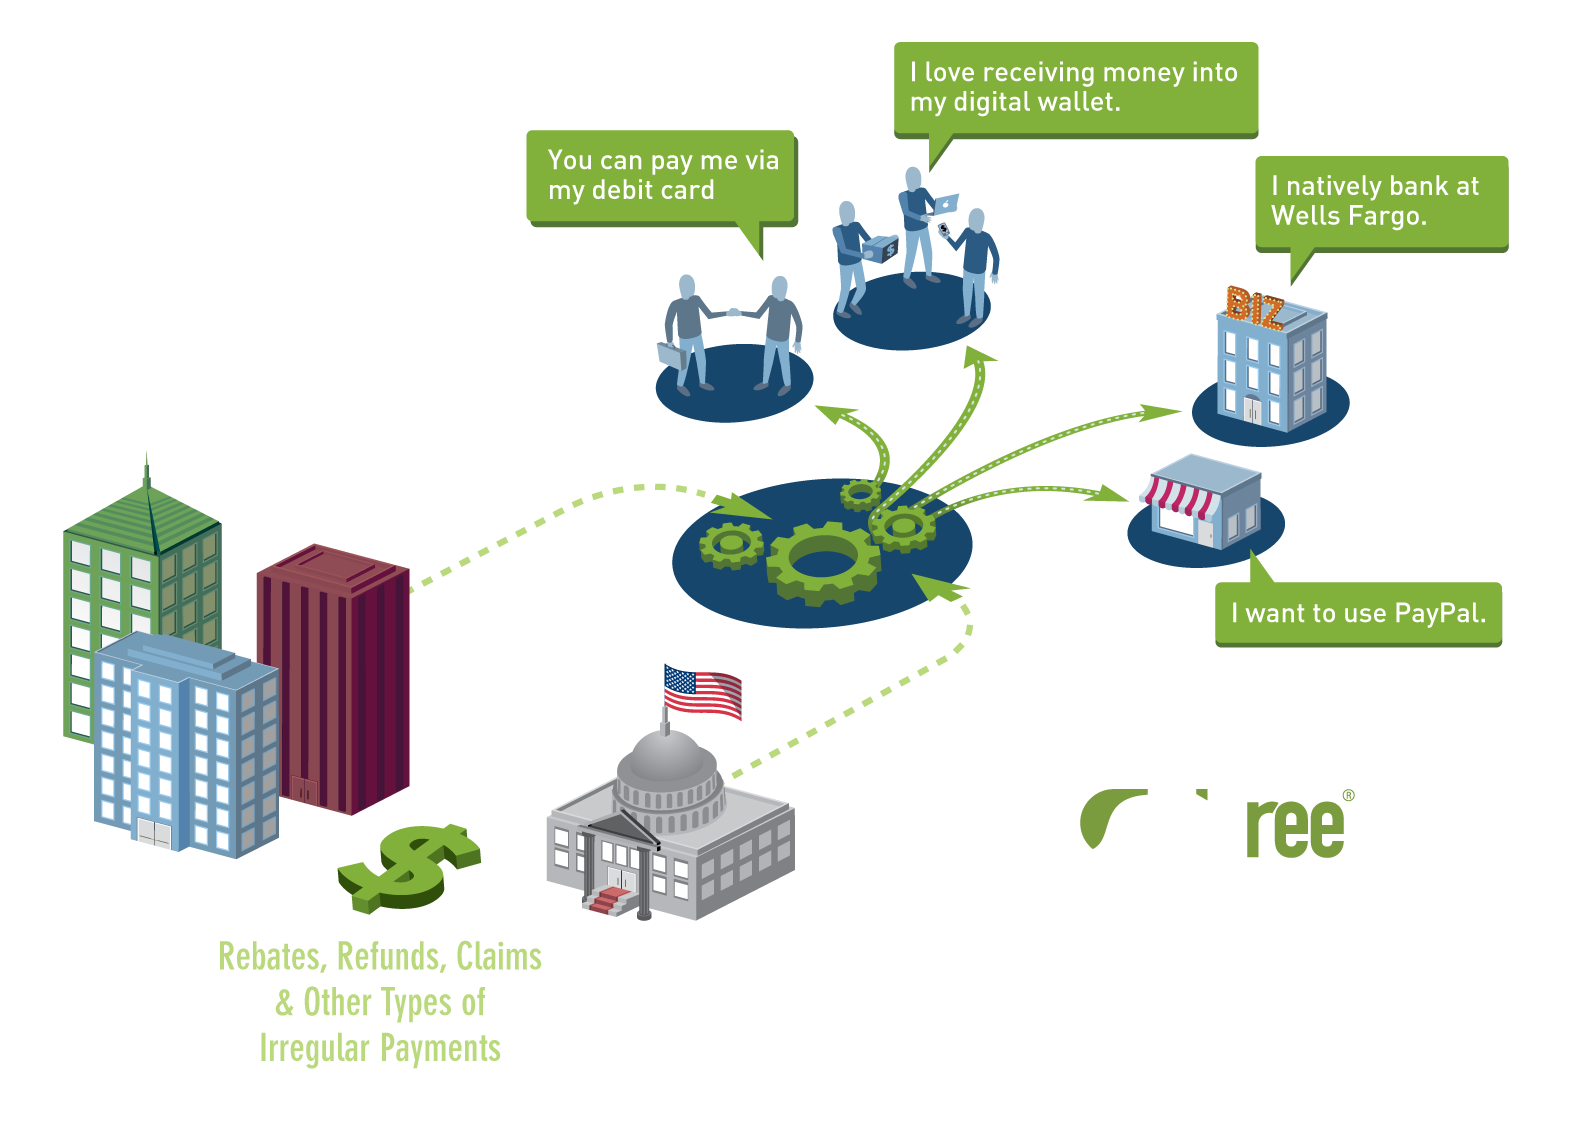 I love receiving money into
my digital wallet.
You can pay me via
my debit card
I natively bank at
Wells Fargo.
BIZ
$
I want to use PayPal.
ree®
$
Rebates, Refunds, Claims
& Other Types of
Irregular Payments